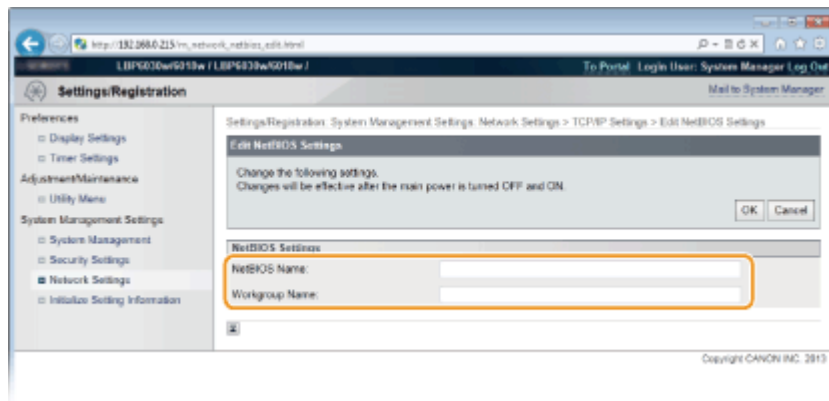 http://192.168.0.215/m_network_netbios_edit.html
LBP6030w/6018w / LBP6030w/6018w /
To Portal Login User: System Manager Log Out
Settings/Registration
Mail to System Manager
Preferences
Display Settings
Timer Settings
Adjustment/Maintenance
Utility Menu
System Management Settings
System Management
Security Settings
Network Settings
Initialize Setting Information
Settings/Registration: System Management Settings: Network Settings > TCP/IP Settings > Edit NetBIOS Settings
Edit NetBIOS Settings
Change the following settings.
Changes will be effective after the main power is turned OFF and ON.
OK Cancel
NetBIOS Settings
NetBIOS Name:
Workgroup Name:
Copyright CANON INC. 2013